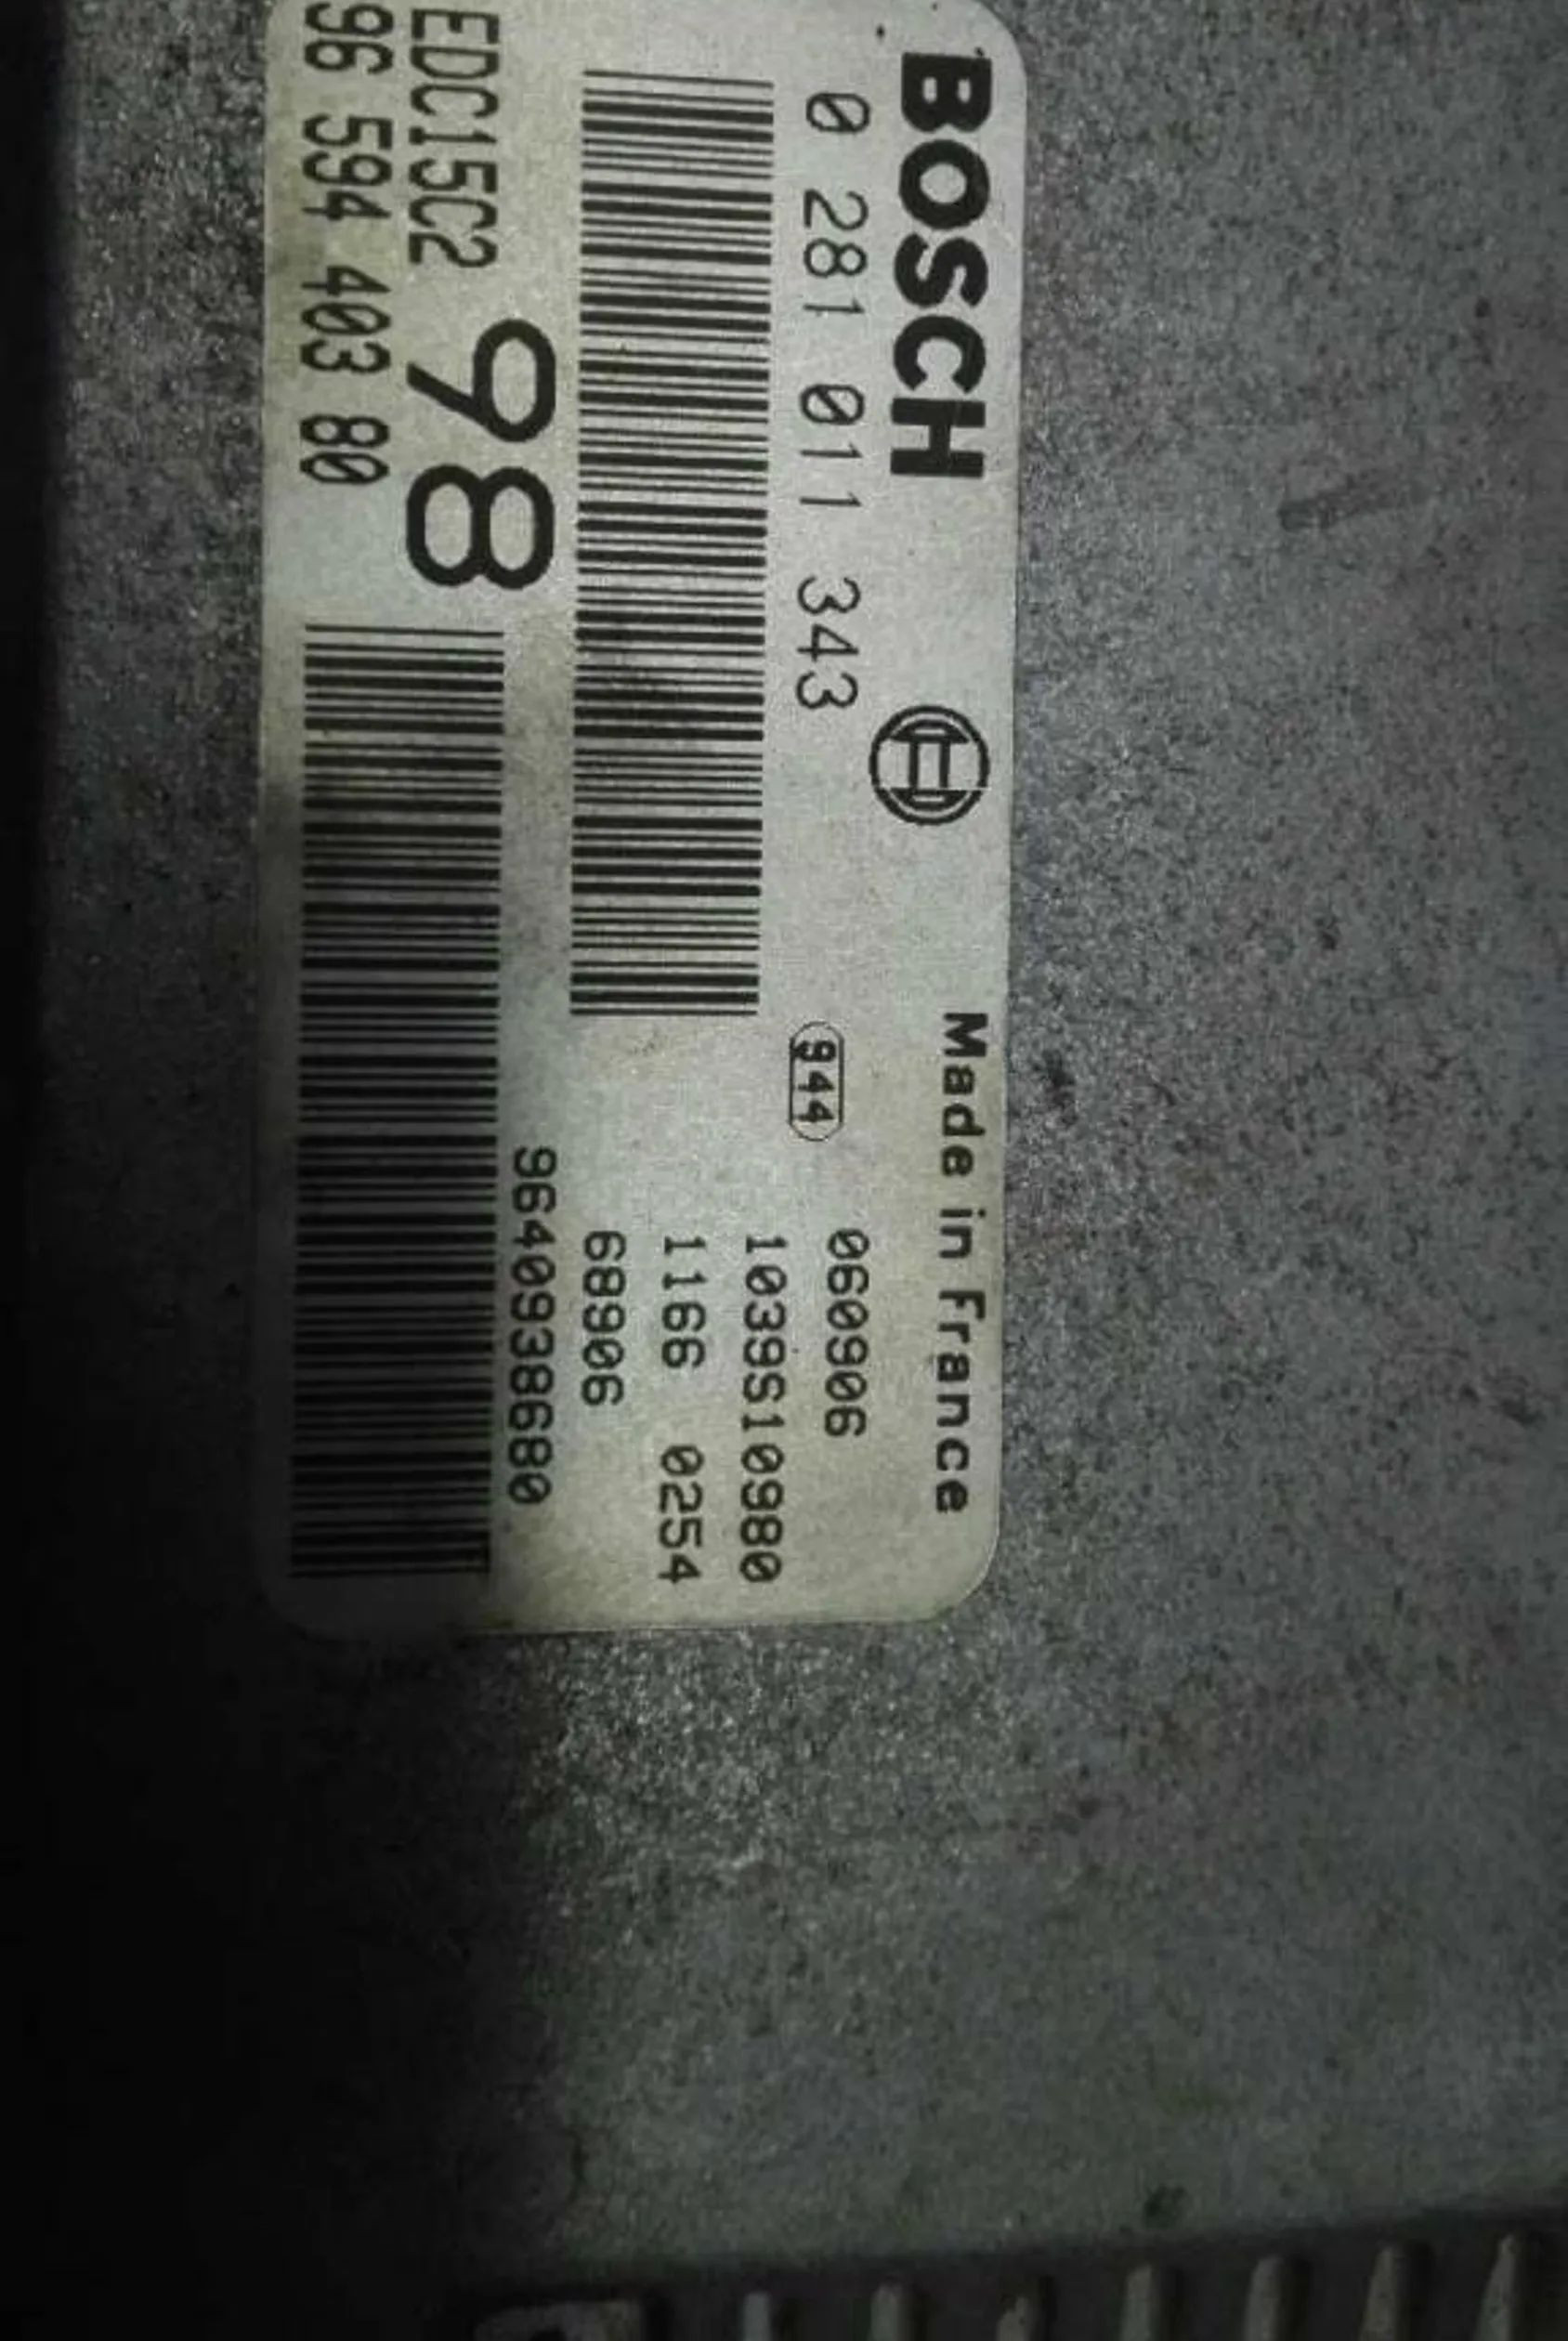 BOSCH
Made in France
0 281 011 343
944
060906
1039S10980
1166 0254
68906
EDC15C2
98
96 594 403 80
9640938680